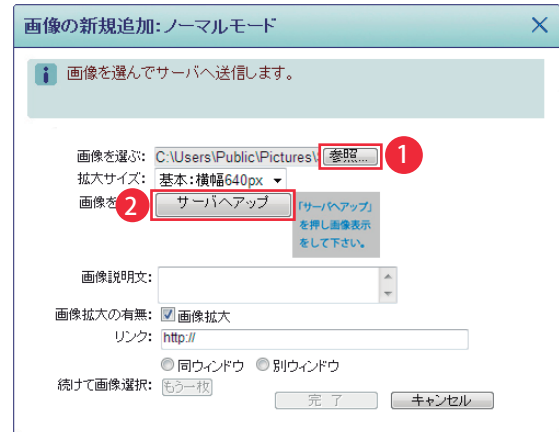 画像の新規追加:ノーマルモード
画像を選んでサーバへ送信します。
画像を選ぶ: C:\Users\Public\Pictures\ 参照... 1
拡大サイズ: 基本:横幅640px
画像を 2 サーバへアップ
「サーバへアップ」
を押し画像表示
をして下さい。
画像説明文:
画像拡大の有無: 画像拡大
リンク: http://
同ウィンドウ 別ウィンドウ
続けて画像選択: もう一枚
完 了 キャンセル